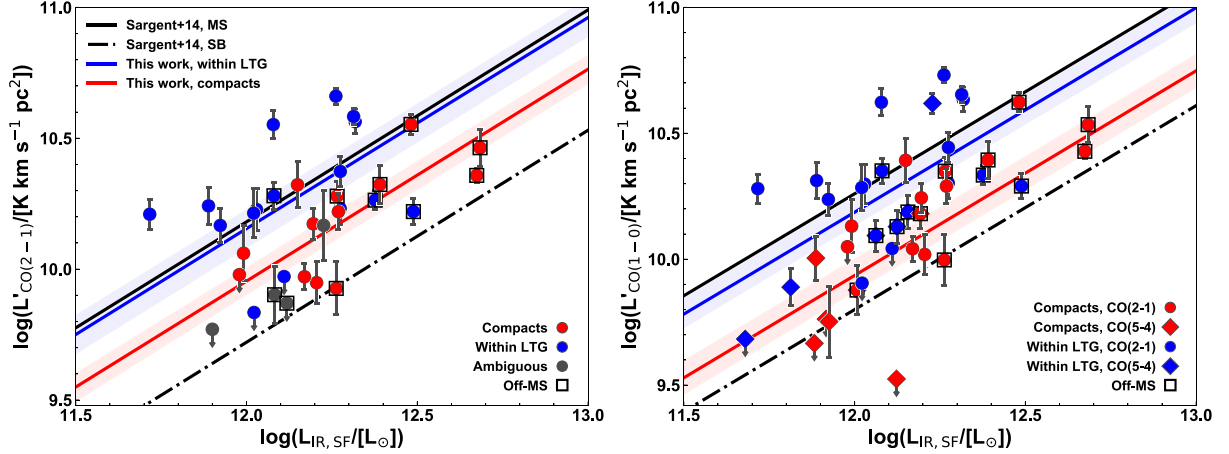 11.0
10.5
10.0
9.5
log(L'CO(2−1)/[K km s−1 pc2])
Sargent+14, MS
Sargent+14, SB
This work, within LTG
This work, compacts
Compacts
Within LTG
Ambiguous
Off-MS
11.5 12.0 12.5 13.0
log(LIR, SF/[L⊙])
11.0
10.5
10.0
9.5
log(L'CO(1−0)/[K km s−1 pc2])
Compacts, CO(2-1)
Compacts, CO(5-4)
Within LTG, CO(2-1)
Within LTG, CO(5-4)
Off-MS
11.5 12.0 12.5 13.0
log(LIR, SF/[L⊙])